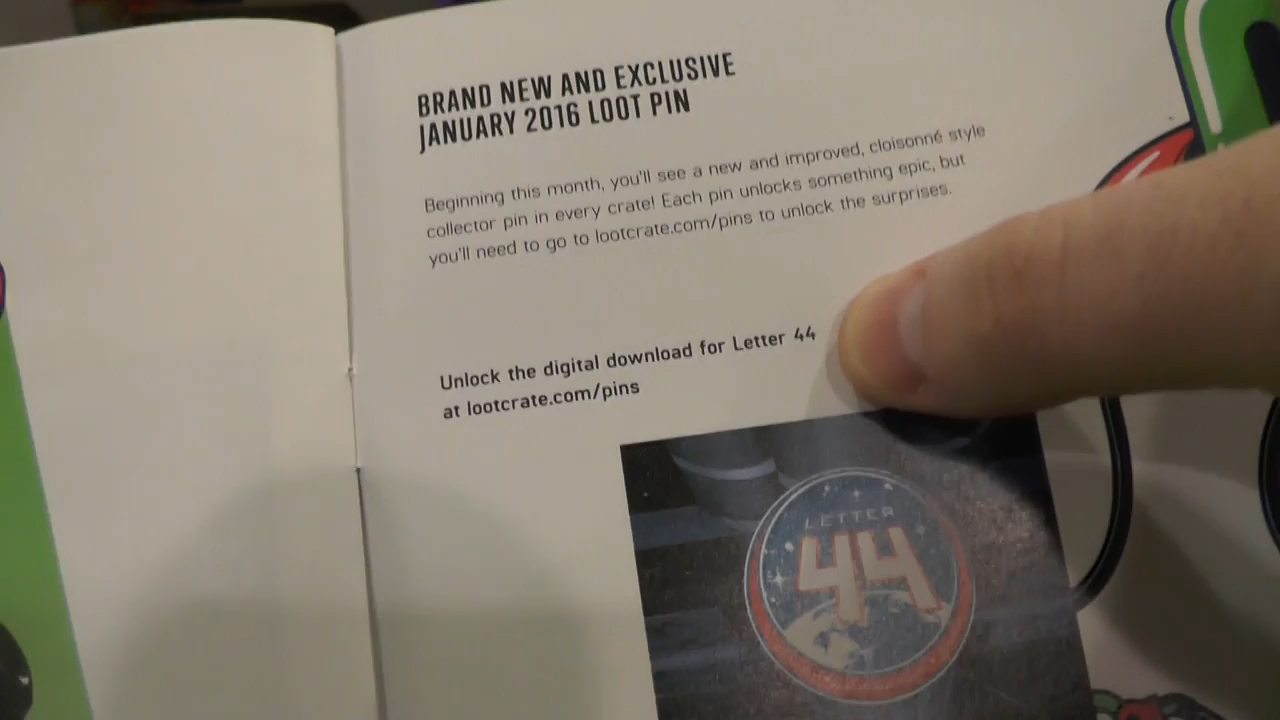 BRAND NEW AND EXCLUSIVE
JANUARY 2016 LOOT PIN
Beginning this month, you'll see a new and improved, cloisonné style
collector pin in every crate! Each pin unlocks something epic, but
you'll need to go to lootcrate.com/pins to unlock the surprises.
Unlock the digital download for Letter 44
at lootcrate.com/pins
LETTER
44